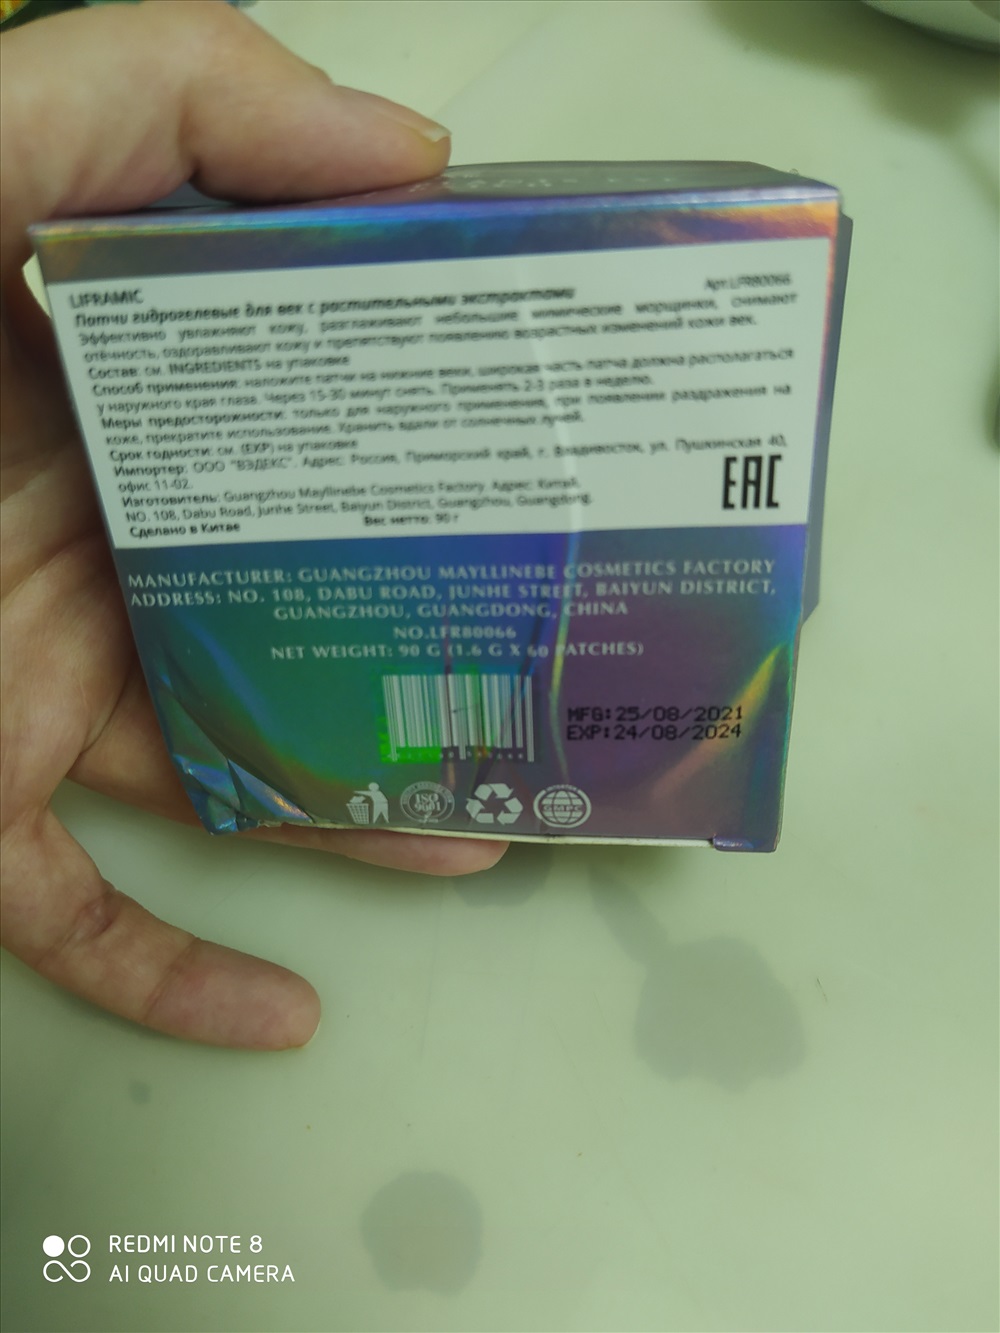 LIFRAMIC
Арт.LFR80066
Патчи гидрогелевые для век с растительными экстрактами
Эффективно увлажняют кожу, разглаживают небольшие мимические морщинки, снимают
отёчность, оздоравливают кожу и препятствуют появлению возрастных изменений кожи век.
Состав: см. INGREDIENTS на упаковке
Способ применения: наложите патчи на нижние веки, широкая часть патча должна располагаться
у наружного края глаза. Через 15-30 минут снять. Применять 2-3 раза в неделю.
Меры предосторожности: только для наружного применения, при появлении раздражения на
коже, прекратите использование. Хранить вдали от солнечных лучей.
Срок годности: см. (EXP) на упаковке
Импортер: ООО "ВЭДЕКС". Адрес: Россия, Приморский край, г. Владивосток, ул. Пушкинская 40,
офис 11-02.
Изготовитель: Guangzhou Mayllinebe Cosmetics Factory. Адрес: Китай,
NO. 108, Dabu Road, Junhe Street, Baiyun District, Guangzhou, Guangdong.
Сделано в Китае
Вес нетто: 90 г
EAC
MANUFACTURER: GUANGZHOU MAYLLINEBE COSMETICS FACTORY
ADDRESS: NO. 108, DABU ROAD, JUNHE STREET, BAIYUN DISTRICT,
GUANGZHOU, GUANGDONG, CHINA
NO.LFR80066
NET WEIGHT: 90 G (1.6 G X 60 PATCHES)
MFG:25/08/2021
EXP:24/08/2024
ISO
9001
GMPC
REDMI NOTE 8
AI QUAD CAMERA